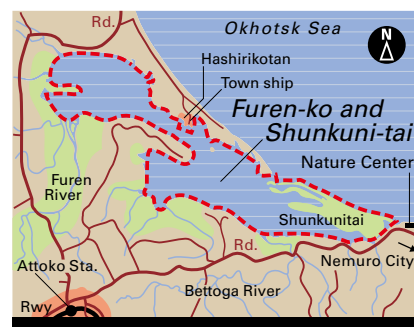 Rd.
Okhotsk Sea
N
Hashirikotan
Town ship
Furen-ko and
Shunkuni-tai
Nature Center
Furen
River
Shunkunitai
Rd.
Nemuro City
Attoko Sta.
Bettoga River
Rwy